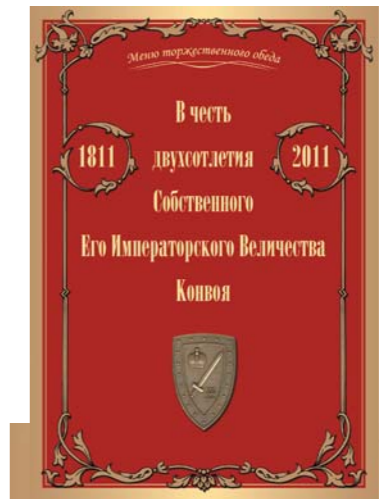 Меню торжественного обеда
В честь
1811 двухсотлетия 2011
Собственного
Его Императорского Величества
Конвоя